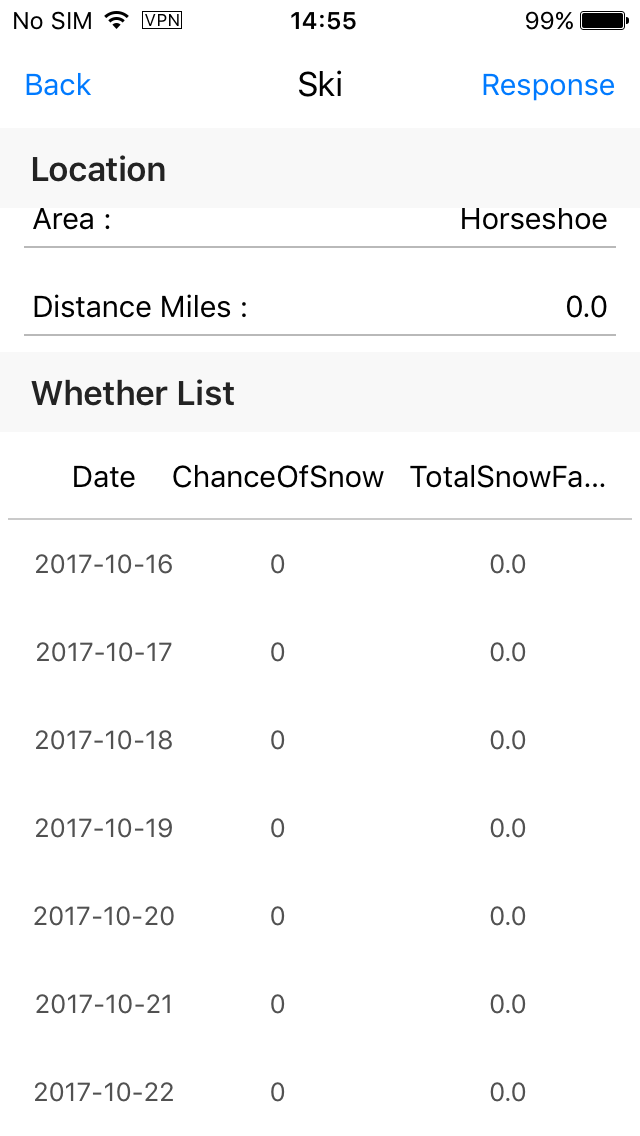 No SIM VPN 14:55 99%
Back Ski Response
Location
Area : Horseshoe
Distance Miles : 0.0
Whether List
Date ChanceOfSnow TotalSnowFa...
2017-10-16 0 0.0
2017-10-17 0 0.0
2017-10-18 0 0.0
2017-10-19 0 0.0
2017-10-20 0 0.0
2017-10-21 0 0.0
2017-10-22 0 0.0